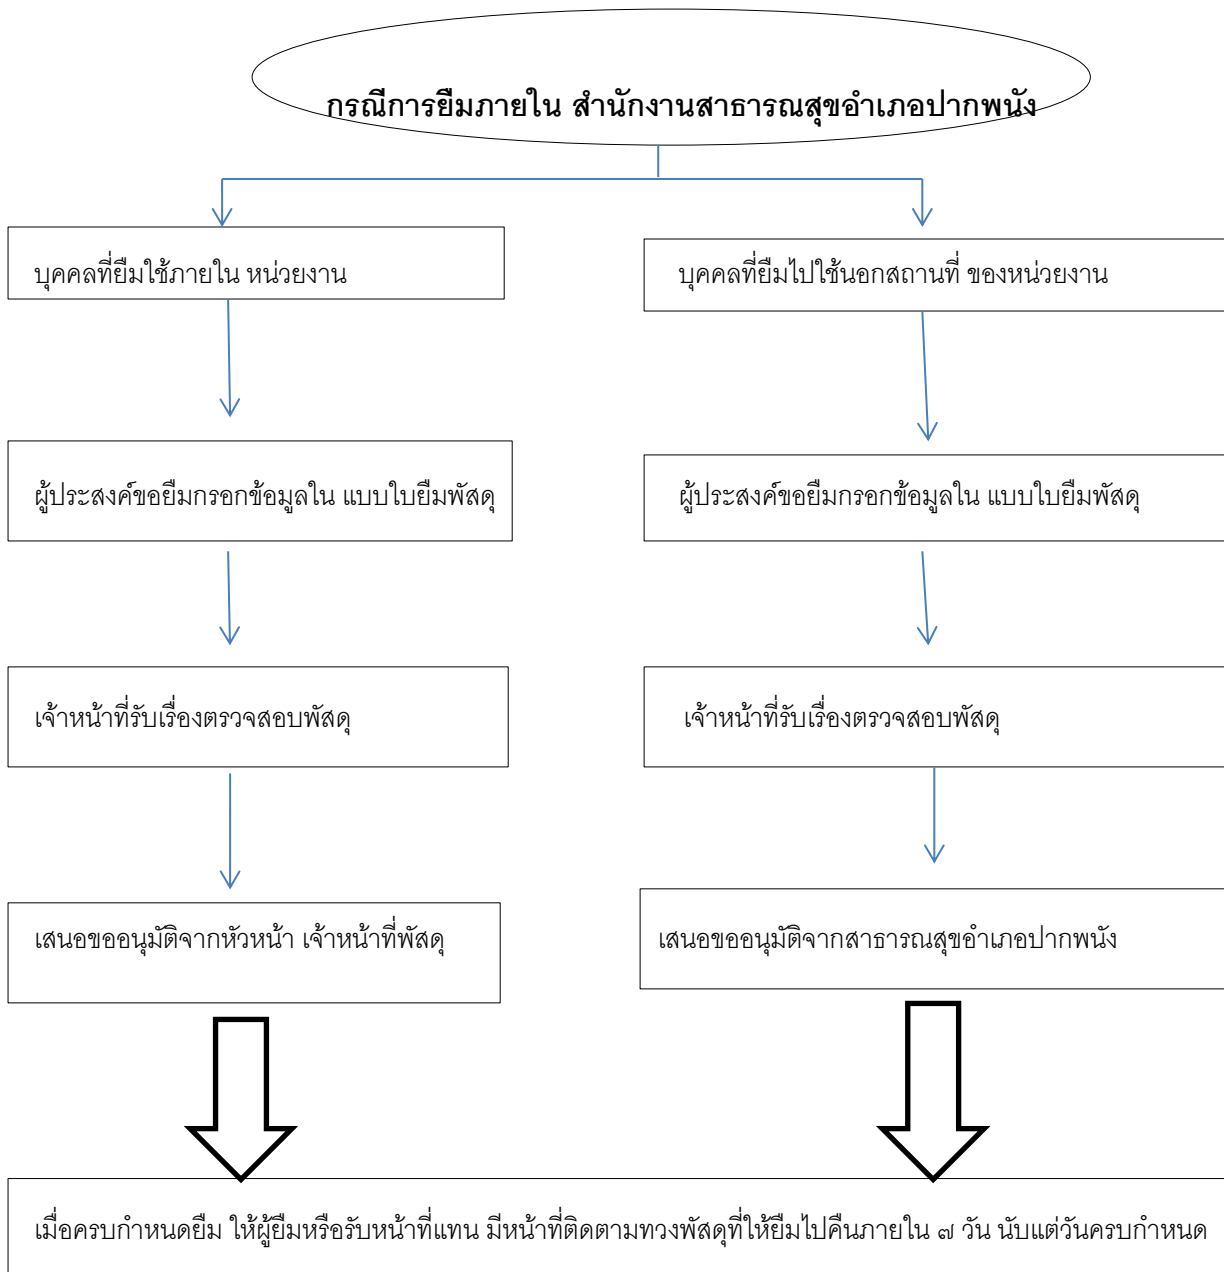 กรณีการยืมภายใน สำนักงานสาธารณสุขอำเภอปากพนัง
บุคคลที่ยืมใช้ภายใน หน่วยงาน
บุคคลที่ยืมไปใช้นอกสถานที่ ของหน่วยงาน
ผู้ประสงค์ขอยืมกรอกข้อมูลใน แบบใบยืมพัสดุ
ผู้ประสงค์ขอยืมกรอกข้อมูลใน แบบใบยืมพัสดุ
เจ้าหน้าที่รับเรื่องตรวจสอบพัสดุ
เจ้าหน้าที่รับเรื่องตรวจสอบพัสดุ
เสนอขออนุมัติจากหัวหน้า เจ้าหน้าที่พัสดุ
เสนอขออนุมัติจากสาธารณสุขอำเภอปากพนัง
เมื่อครบกำหนดยืม ให้ผู้ยืมหรือรับหน้าที่แทน มีหน้าที่ติดตามทวงพัสดุที่ให้ยืมไปคืนภายใน ๗ วัน นับแต่วันครบกำหนด